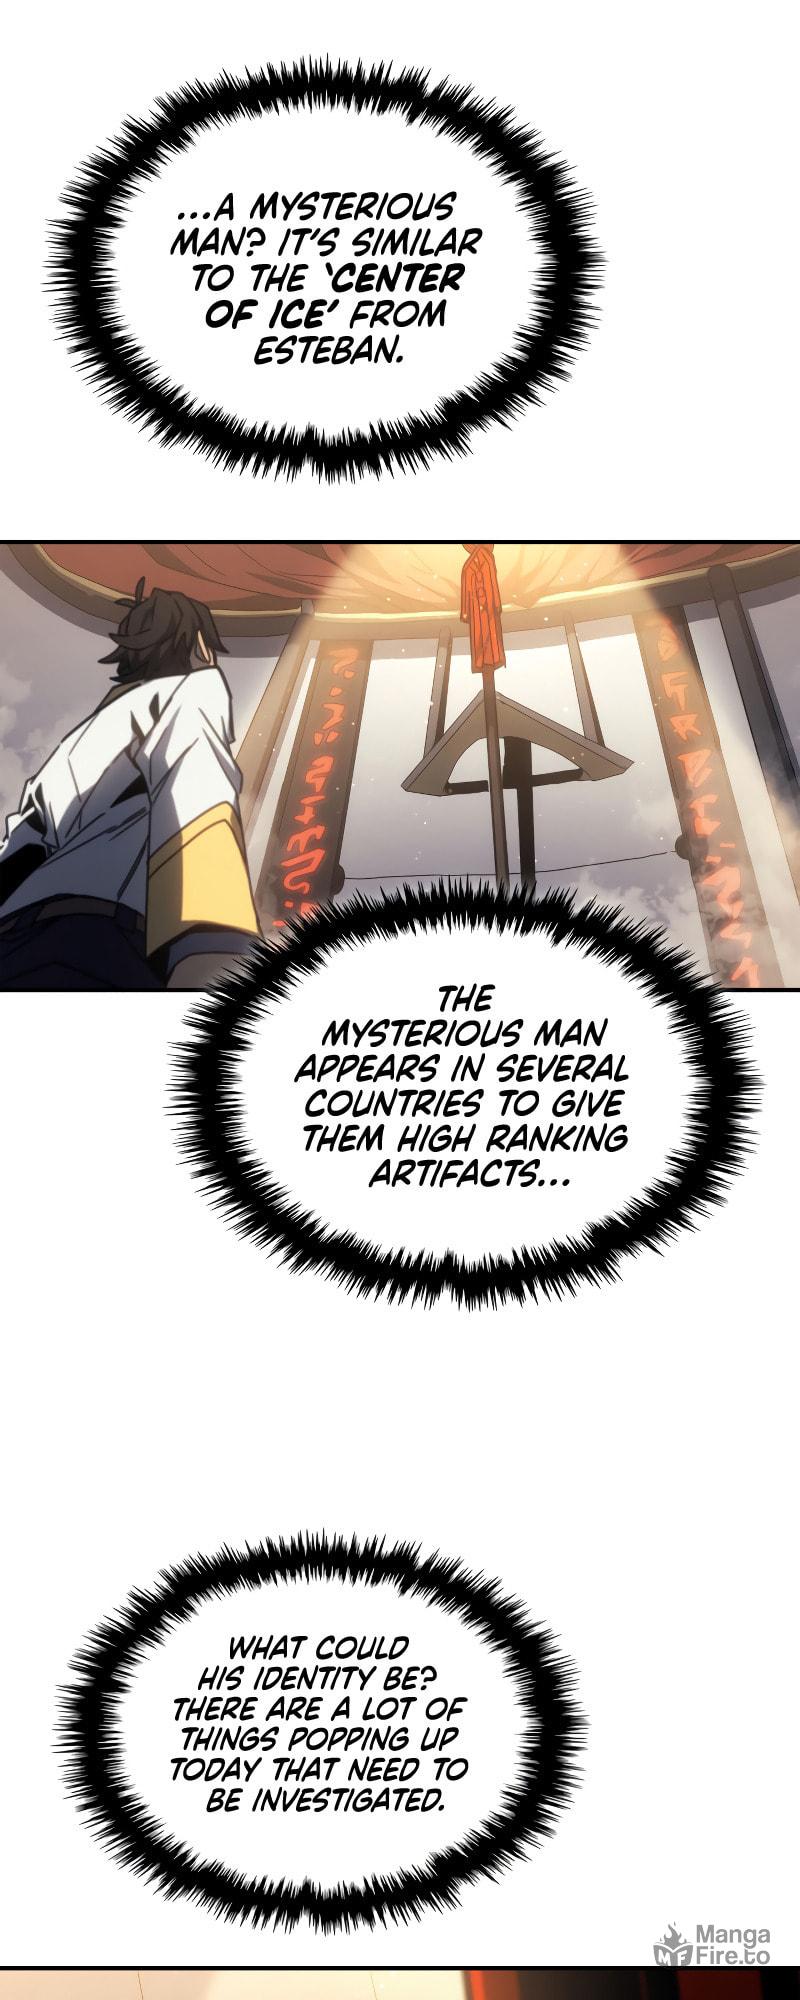 ...A MYSTERIOUS
MAN? IT'S SIMILAR
TO THE 'CENTER
OF ICE' FROM
ESTEBAN.
THE
MYSTERIOUS MAN
APPEARS IN SEVERAL
COUNTRIES TO GIVE
THEM HIGH RANKING
ARTIFACTS...
WHAT COULD
HIS IDENTITY BE?
THERE ARE A LOT OF
THINGS POPPING UP
TODAY THAT NEED TO
BE INVESTIGATED.
Manga
MF Fire.to